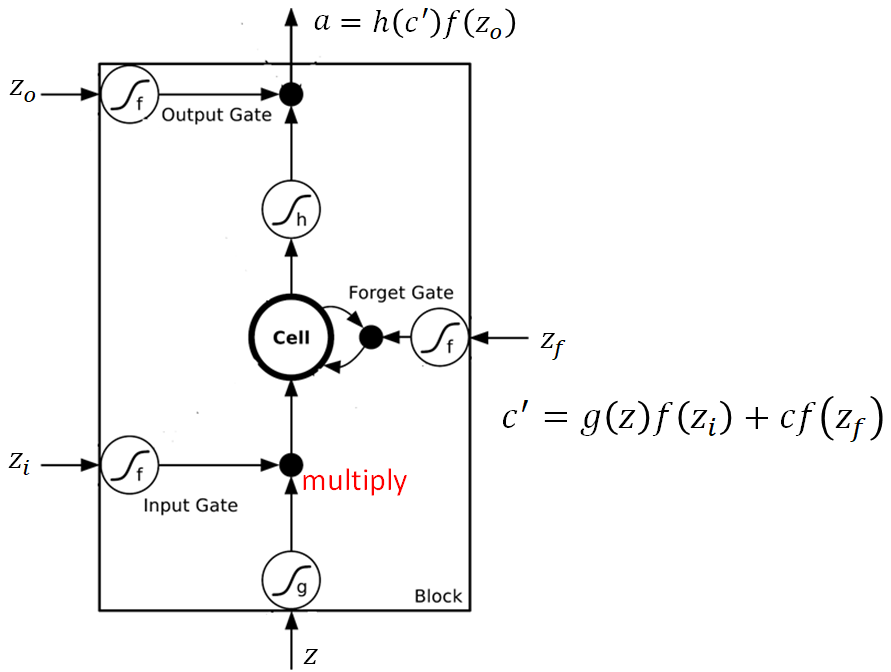 a = h(c′)f(z_o)
z_o
f
Output Gate
h
Forget Gate
Cell
f
z_f
c′ = g(z)f(z_i) + cf(z_f)
z_i
f
multiply
Input Gate
g
Block
z